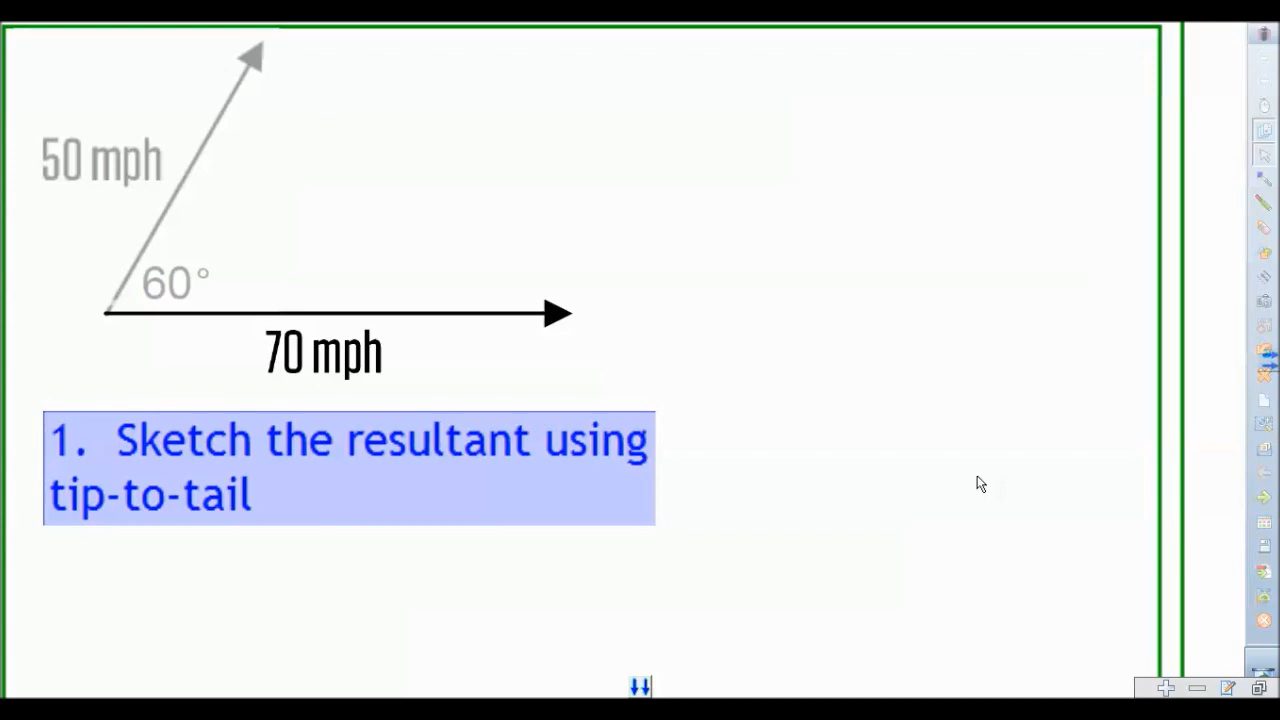 50 mph
60°
70 mph
1. Sketch the resultant using
tip-to-tail